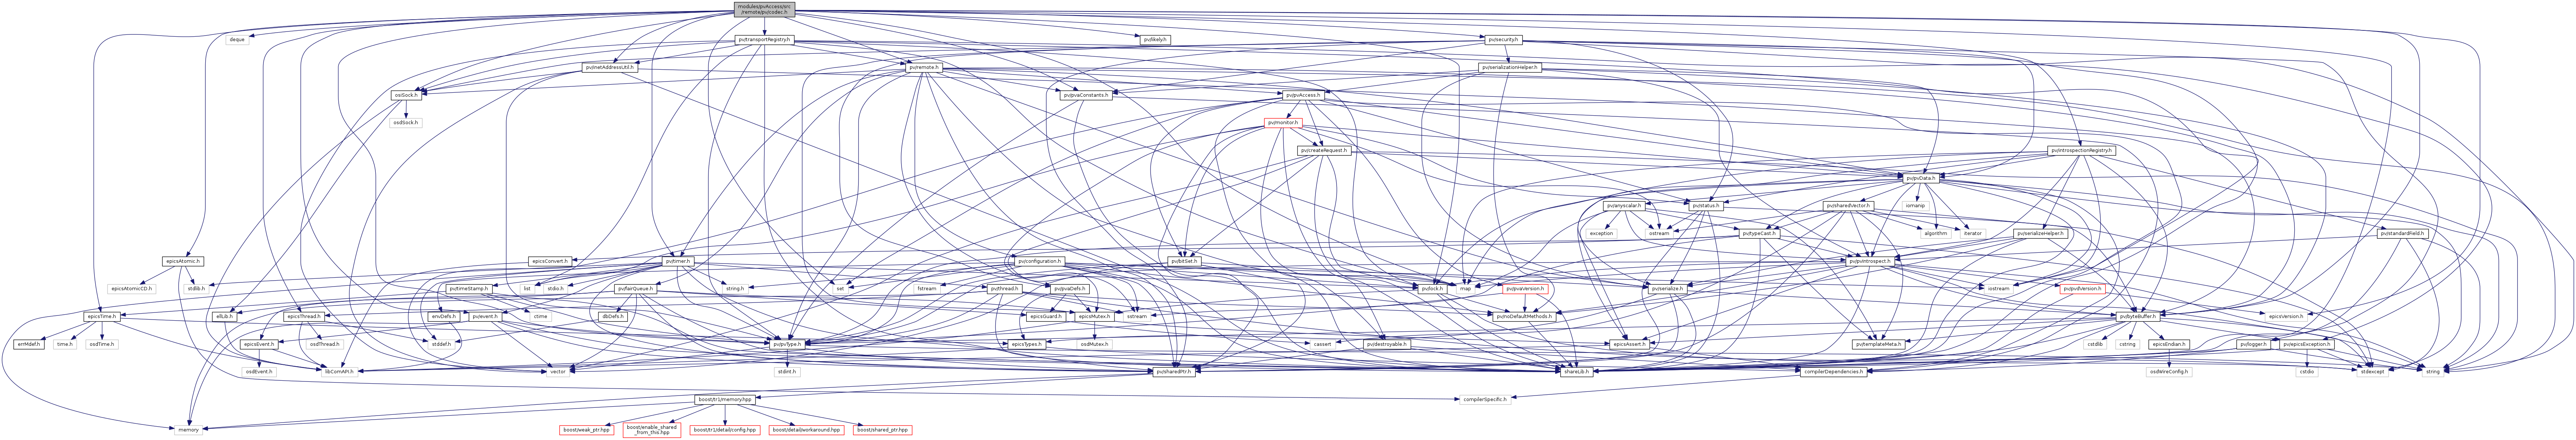 modules/pvAccess/src
/remote/pv/codec.h
deque
pv/transportRegistry.h
pv/likely.h
pv/security.h
pv/inetAddressUtil.h
pv/remote.h
pv/serializationHelper.h
osiSock.h
pv/pvaConstants.h
pv/pvAccess.h
osdSock.h
pv/monitor.h
pv/createRequest.h
pv/introspectionRegistry.h
pv/pvData.h
pv/anyscalar.h
pv/status.h
pv/sharedVector.h
iomanip
exception
ostream
pv/typeCast.h
algorithm
iterator
pv/serializeHelper.h
pv/standardField.h
epicsAtomic.h
epicsConvert.h
pv/timer.h
pv/configuration.h
pv/bitSet.h
pv/pvIntrospect.h
epicsAtomicCD.h
stdlib.h
list
stdio.h
string.h
set
fstream
map
iostream
pv/timeStamp.h
pv/fairQueue.h
pv/thread.h
pv/pvaDefs.h
pv/lock.h
pv/pvaVersion.h
pv/serialize.h
pv/pvdVersion.h
epicsTime.h
ellLib.h
epicsThread.h
pv/event.h
envDefs.h
ctime
dbDefs.h
epicsGuard.h
epicsMutex.h
sstream
pv/noDefaultMethods.h
pv/byteBuffer.h
epicsVersion.h
errMdef.h
time.h
osdTime.h
epicsEvent.h
osdThread.h
stddef.h
pv/pvType.h
epicsTypes.h
osdMutex.h
cassert
pv/destroyable.h
epicsAssert.h
pv/templateMeta.h
cstdlib
cstring
epicsEndian.h
pv/logger.h
pv/epicsException.h
osdEvent.h
libComAPI.h
vector
stdint.h
pv/sharedPtr.h
shareLib.h
compilerDependencies.h
osdWireConfig.h
cstdio
stdexcept
string
memory
boost/tr1/memory.hpp
compilerSpecific.h
boost/weak_ptr.hpp
boost/enable_shared
_from_this.hpp
boost/tr1/detail/config.hpp
boost/detail/workaround.hpp
boost/shared_ptr.hpp